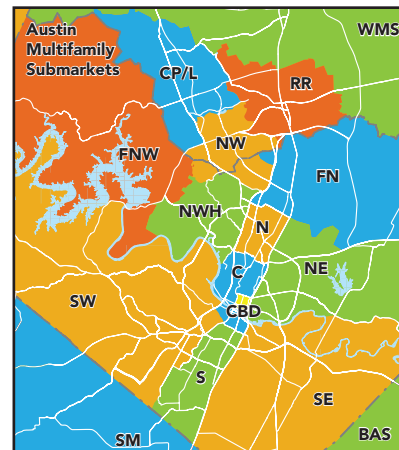 Austin
Multifamily
Submarkets
WMS
CP/L
RR
NW
FNW
FN
NWH
N
C
NE
SW
CBD
S
SE
SM
BAS